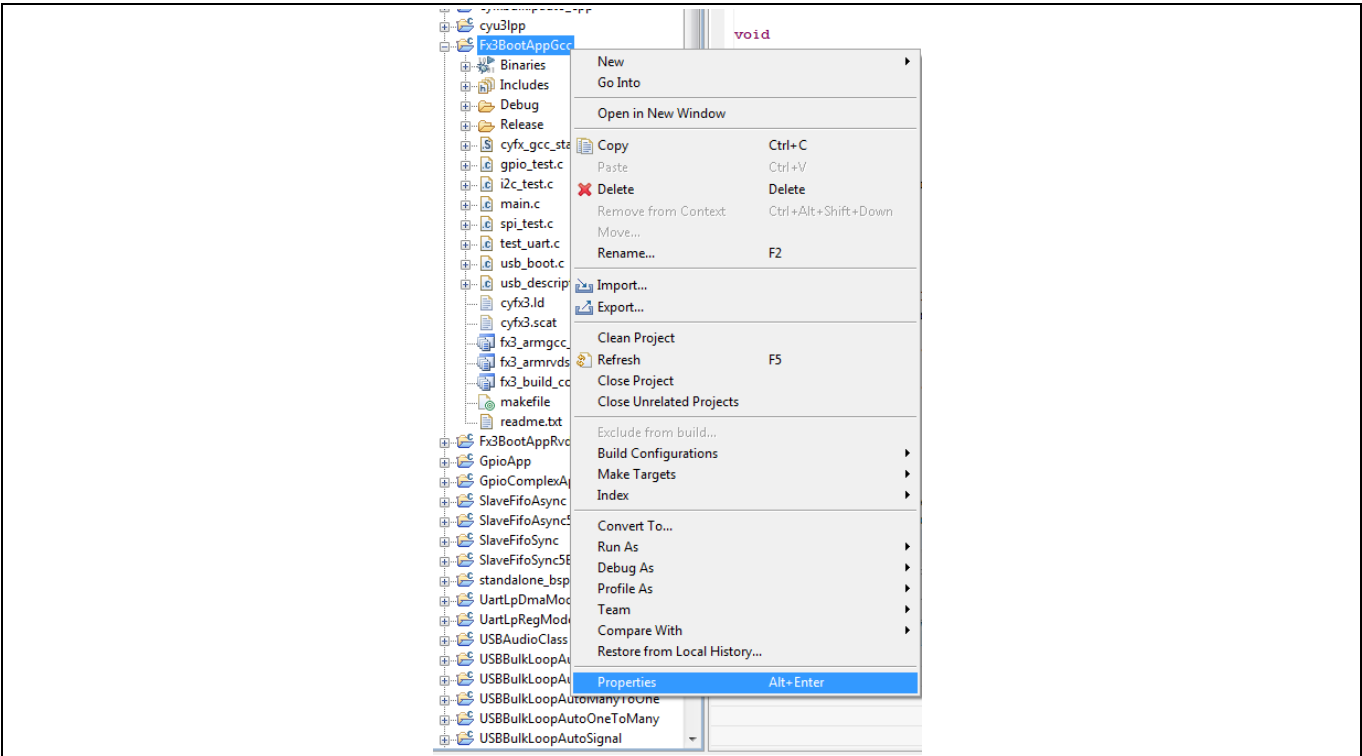 cyu3lpp
Fx3BootAppGcc
Binaries
Includes
Debug
Release
cyfx_gcc_sta
gpio_test.c
i2c_test.c
main.c
spi_test.c
test_uart.c
usb_boot.c
usb_descrip
cyfx3.ld
cyfx3.scat
fx3_armgcc_
fx3_armrvds
fx3_build_co
makefile
readme.txt
Fx3BootAppRvd
GpioApp
GpioComplexAp
SlaveFifoAsync
SlaveFifoAsync5
SlaveFifoSync
SlaveFifoSync5B
standalone_bsp
UartLpDmaMod
UartLpRegMode
USBAudioClass
USBBulkLoopAu
USBBulkLoopAu
USBBulkLoopAutoManyToOne
USBBulkLoopAutoOneToMany
USBBulkLoopAutoSignal
void
New
Go Into
Open in New Window
Copy Ctrl+C
Paste Ctrl+V
Delete Delete
Remove from Context Ctrl+Alt+Shift+Down
Move...
Rename... F2
Import...
Export...
Clean Project
Refresh F5
Close Project
Close Unrelated Projects
Exclude from build...
Build Configurations
Make Targets
Index
Convert To...
Run As
Debug As
Profile As
Team
Compare With
Restore from Local History...
Properties Alt+Enter